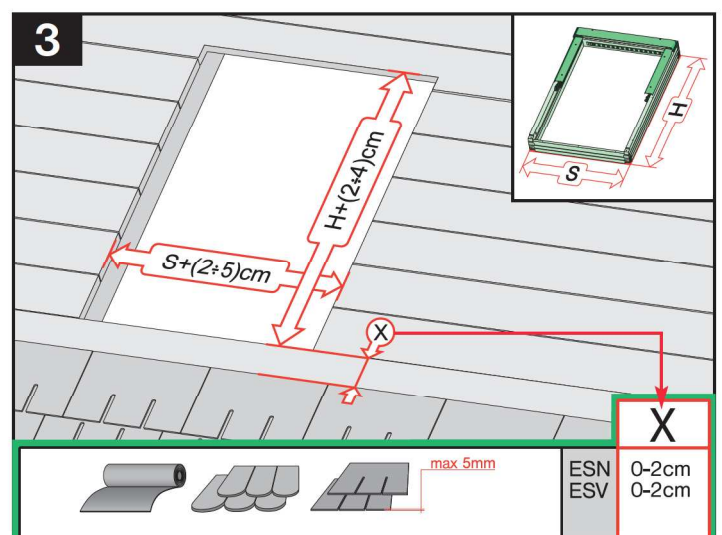 3
H
S
H+(2÷4)cm
S+(2÷5)cm
X
X
max 5mm
ESN 0-2cm
ESV 0-2cm